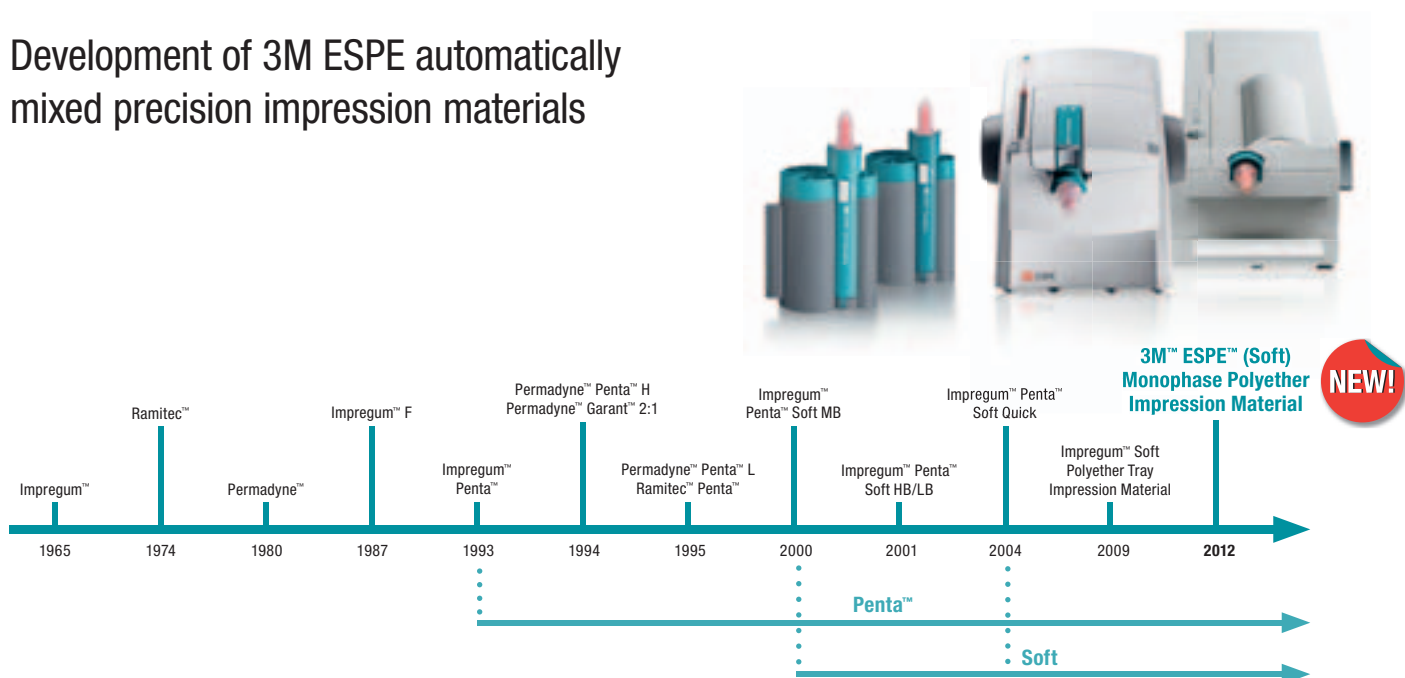 Development of 3M ESPE automatically
mixed precision impression materials
3M™ ESPE™ (Soft)
Monophase Polyether
Impression Material
NEW!
Impregum™
Ramitec™
Permadyne™
Impregum™ F
Impregum™
Penta™
Permadyne™ Penta™ H
Permadyne™ Garant™ 2:1
Permadyne™ Penta™ L
Ramitec™ Penta™
Impregum™
Penta™ Soft MB
Impregum™ Penta™
Soft HB/LB
Impregum™ Penta™
Soft Quick
Impregum™ Soft
Polyether Tray
Impression Material
1965
1974
1980
1987
1993
1994
1995
2000
2001
2004
2009
2012
Penta™
Soft